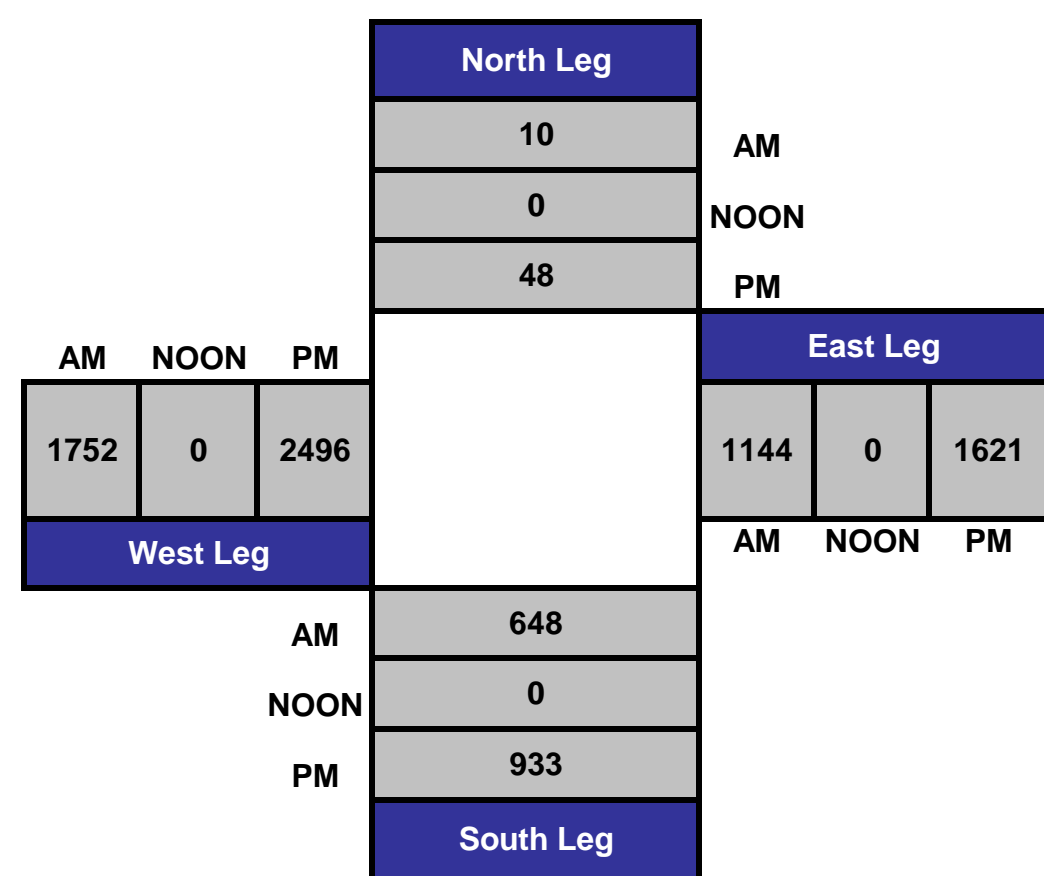 North Leg
10 AM
0 NOON
48 PM
East Leg
AM NOON PM
1752 0 2496
1144 0 1621
West Leg
AM NOON PM
AM 648
NOON 0
PM 933
South Leg